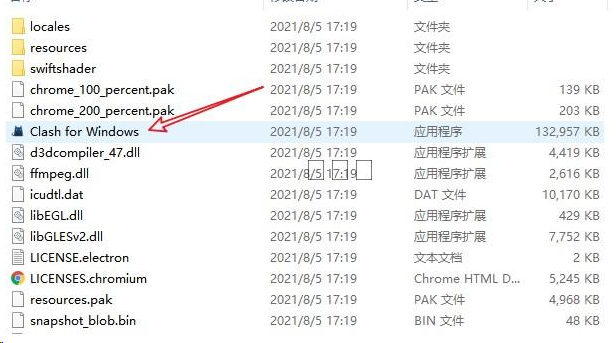 locales 2021/8/5 17:19 文件夹
resources 2021/8/5 17:19 文件夹
swiftshader 2021/8/5 17:19 文件夹
chrome_100_percent.pak 2021/8/5 17:19 PAK 文件 139 KB
chrome_200_percent.pak 2021/8/5 17:19 PAK 文件 203 KB
Clash for Windows 2021/8/5 17:19 应用程序 132,957 KB
d3dcompiler_47.dll 2021/8/5 17:19 应用程序扩展 4,419 KB
ffmpeg.dll 2021/8/5 17:19 应用程序扩展 2,616 KB
icudtl.dat 2021/8/5 17:19 DAT 文件 10,170 KB
libEGL.dll 2021/8/5 17:19 应用程序扩展 429 KB
libGLESv2.dll 2021/8/5 17:19 应用程序扩展 7,752 KB
LICENSE.electron 2021/8/5 17:19 文本文档 2 KB
LICENSES.chromium 2021/8/5 17:19 Chrome HTML D... 5,245 KB
resources.pak 2021/8/5 17:19 PAK 文件 4,968 KB
snapshot_blob.bin 2021/8/5 17:19 BIN 文件 48 KB